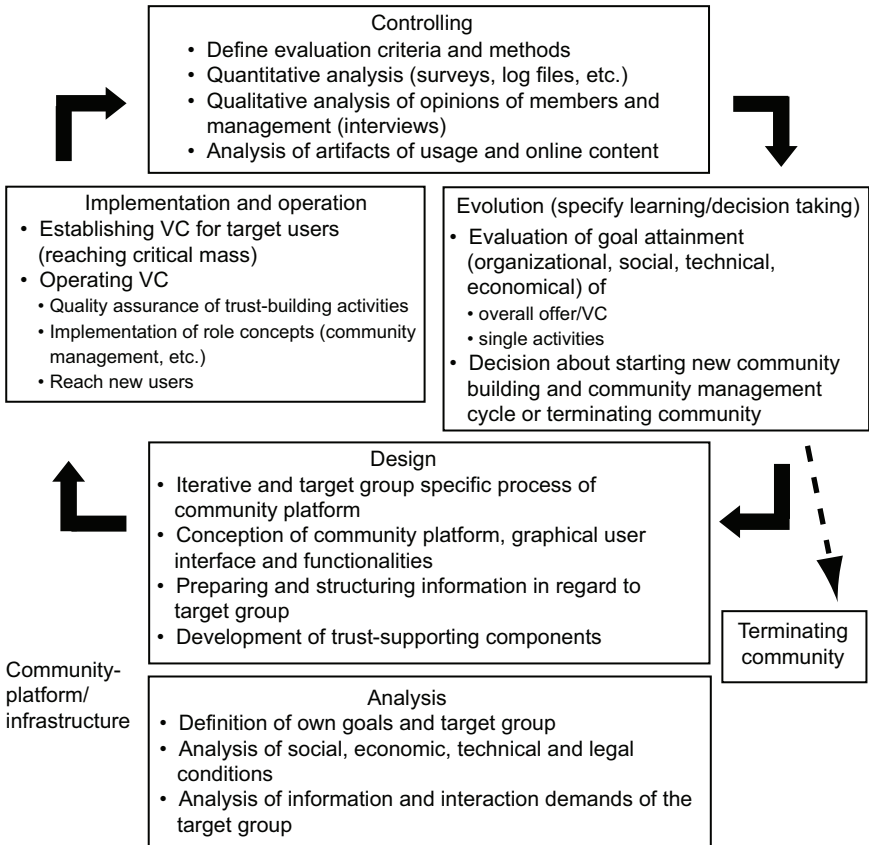 Controlling
• Define evaluation criteria and methods
• Quantitative analysis (surveys, log files, etc.)
• Qualitative analysis of opinions of members and
management (interviews)
• Analysis of artifacts of usage and online content
Implementation and operation
• Establishing VC for target users
(reaching critical mass)
• Operating VC
• Quality assurance of trust-building activities
• Implementation of role concepts (community
management, etc.)
• Reach new users
Evolution (specify learning/decision taking)
• Evaluation of goal attainment
(organizational, social, technical,
economical) of
• overall offer/VC
• single activities
• Decision about starting new community
building and community management
cycle or terminating community
Design
• Iterative and target group specific process of
community platform
• Conception of community platform, graphical user
interface and functionalities
• Preparing and structuring information in regard to
target group
• Development of trust-supporting components
Terminating
community
Community-
platform/
infrastructure
Analysis
• Definition of own goals and target group
• Analysis of social, economic, technical and legal
conditions
• Analysis of information and interaction demands of the
target group